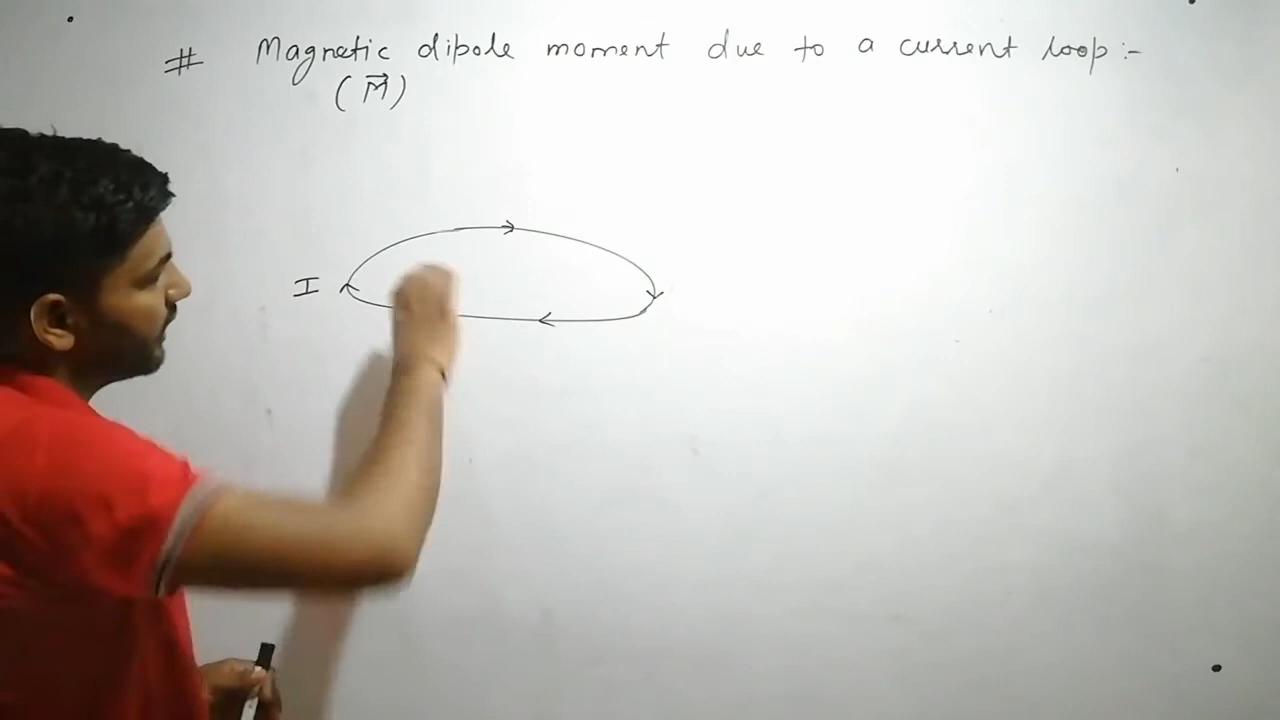 # Magnetic dipole moment due to a current loop:-
(M⃗)
I